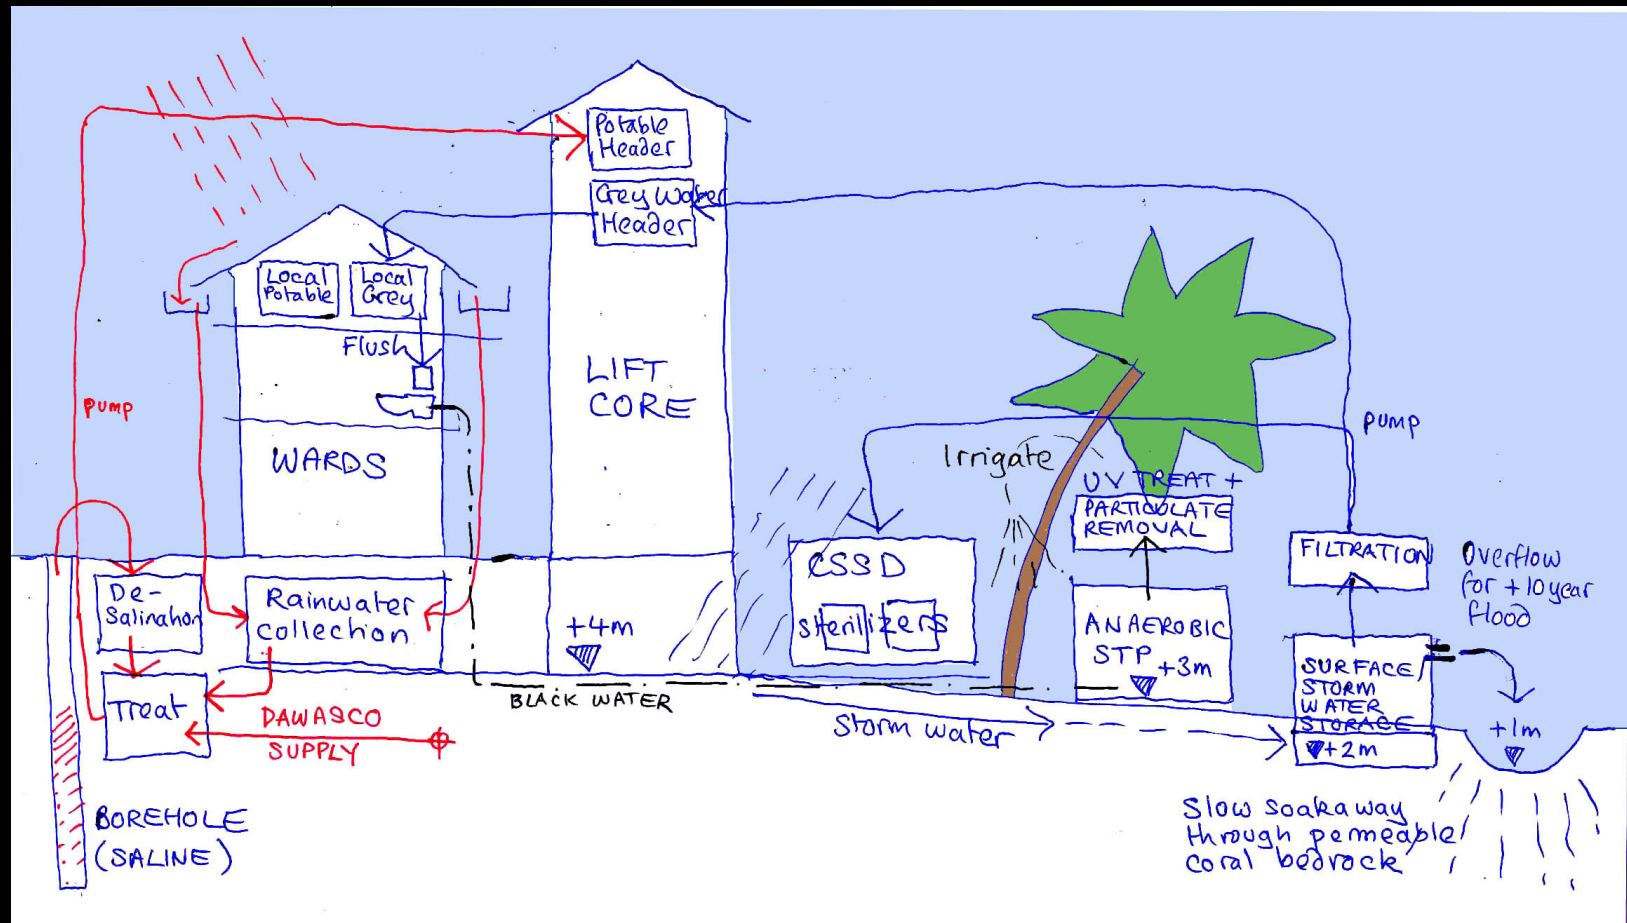 Potable
Header
Grey Water
Header
Local
Potable
Local
Grey
Flush
LIFT
CORE
pump
WARDS
pump
Irrigate
UV TREAT +
PARTICULATE
REMOVAL
CSSD
sterilizers
FILTRATION
Overflow
for +10year
flood
De-
Salination
Rainwater
collection
+4m
ANAEROBIC
STP +3m
SURFACE/
STORM
WATER
STORAGE
+2m
+1m
BLACK WATER
Treat
DAWASCO
SUPPLY
Storm water
BOREHOLE
(SALINE)
Slow soakaway
through permeable
coral bedrock